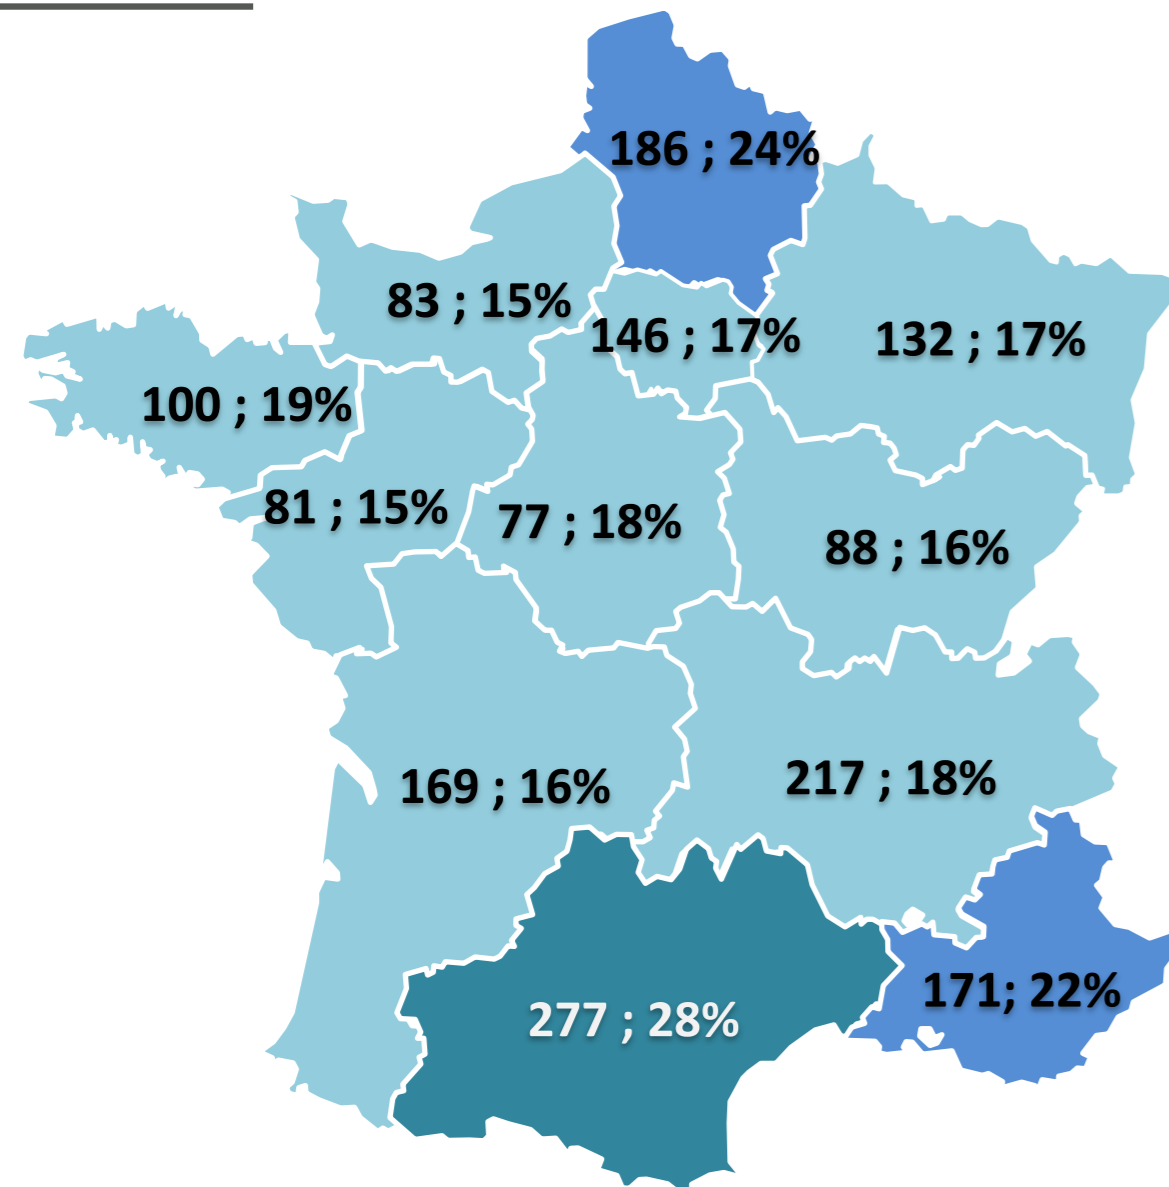 186 ; 24%
83 ; 15%
146 ; 17%
132 ; 17%
100 ; 19%
81 ; 15%
77 ; 18%
88 ; 16%
169 ; 16%
217 ; 18%
171; 22%
277 ; 28%